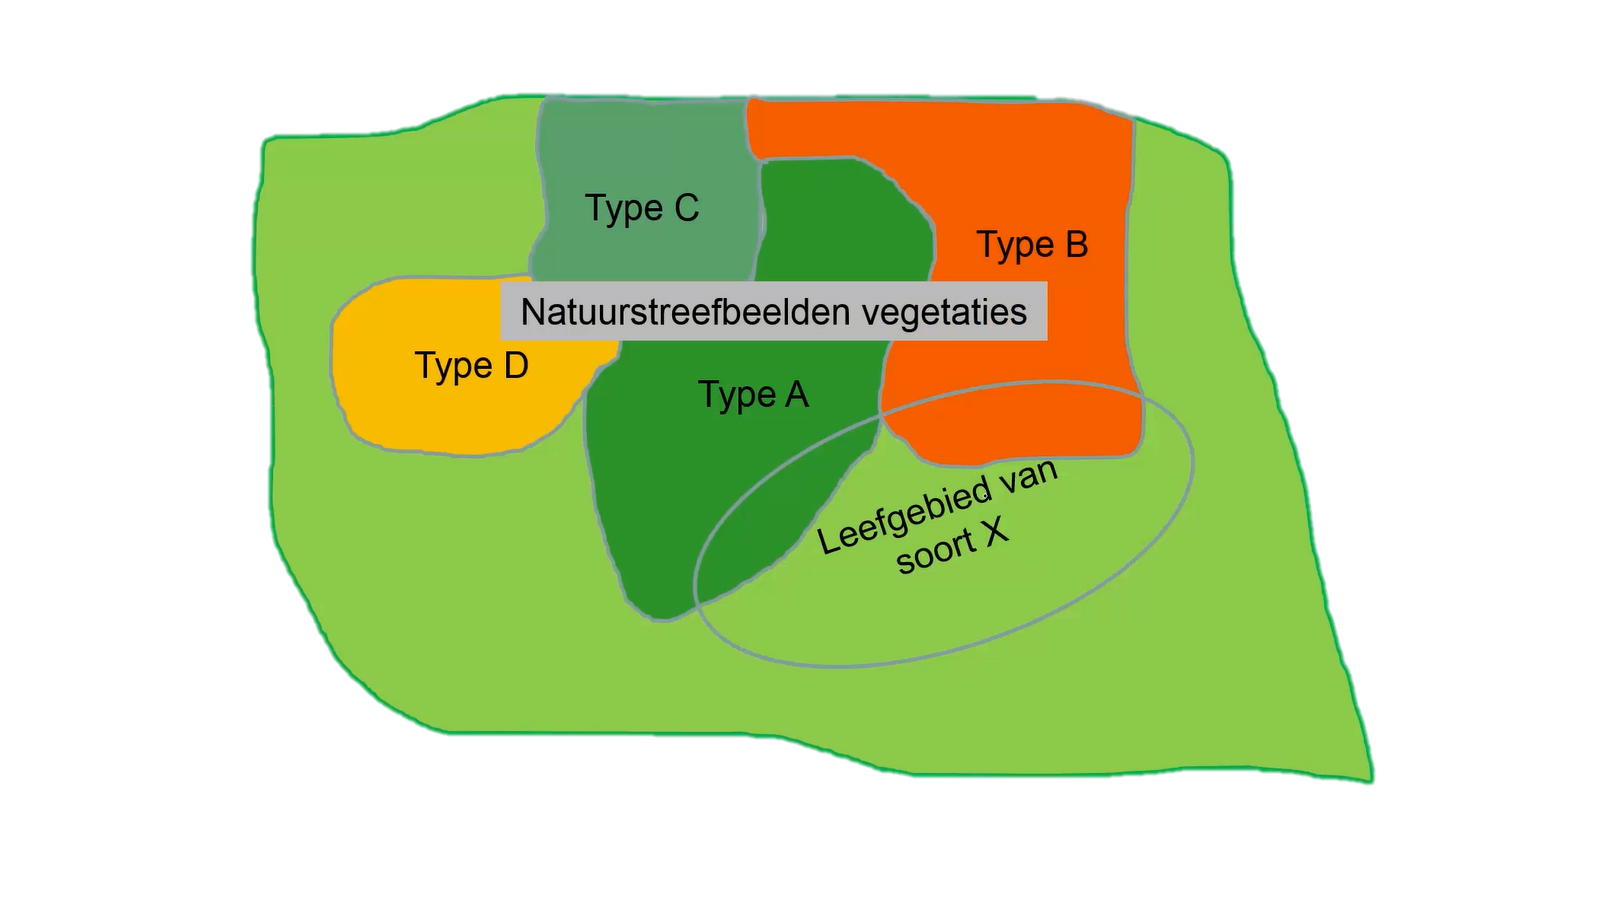 Type C
Type B
Natuurstreefbeelden vegetaties
Type D
Type A
Leefgebied van
soort X